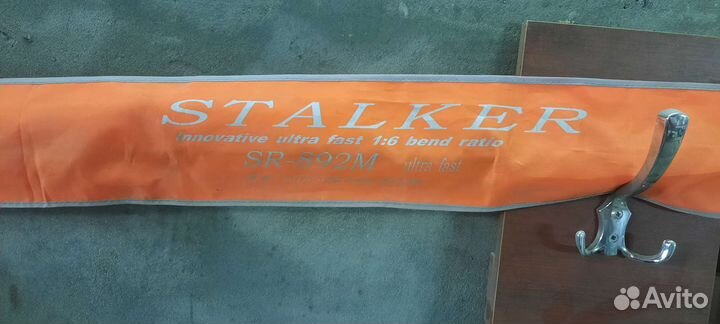 STALKER
innovative ultra fast 1:6 bend ratio
SR-892M ultra fast
Avito